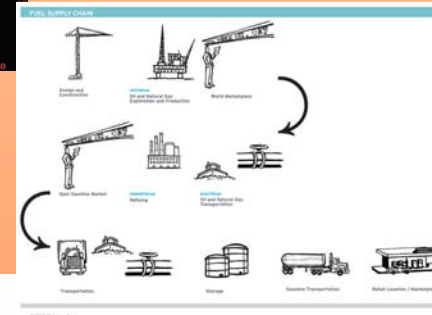 FUEL SUPPLY CHAIN
Design and
Construction
UPSTREAM
Oil and Natural Gas
Exploration and Production
World Marketplace
Spot Gasoline Market
DOWNSTREAM
Refining
MIDSTREAM
Oil and Natural Gas
Transportation
Transportation
Storage
Gasoline Transportation
Retail Location / Marketplace